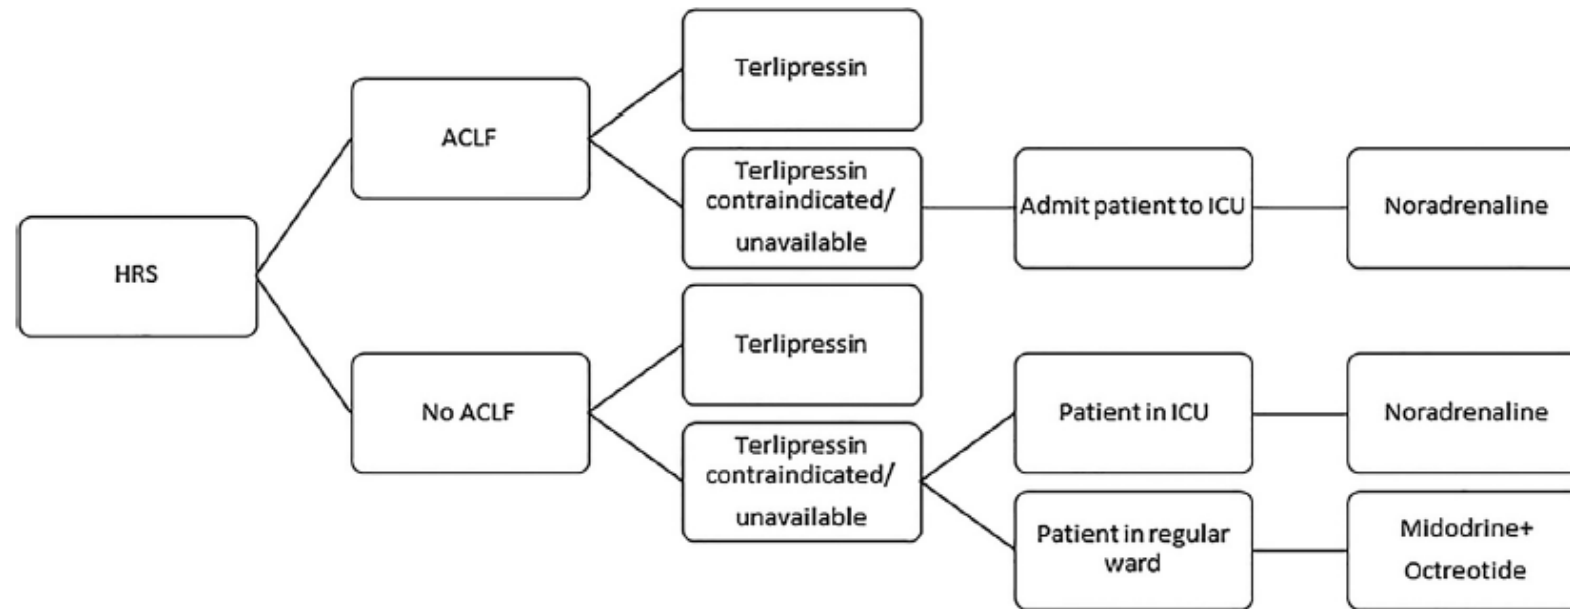 HRS
ACLF
Terlipressin
Terlipressin
contraindicated/
unavailable
Admit patient to ICU
Noradrenaline
No ACLF
Terlipressin
Terlipressin
contraindicated/
unavailable
Patient in ICU
Noradrenaline
Patient in regular
ward
Midodrine+
Octreotide